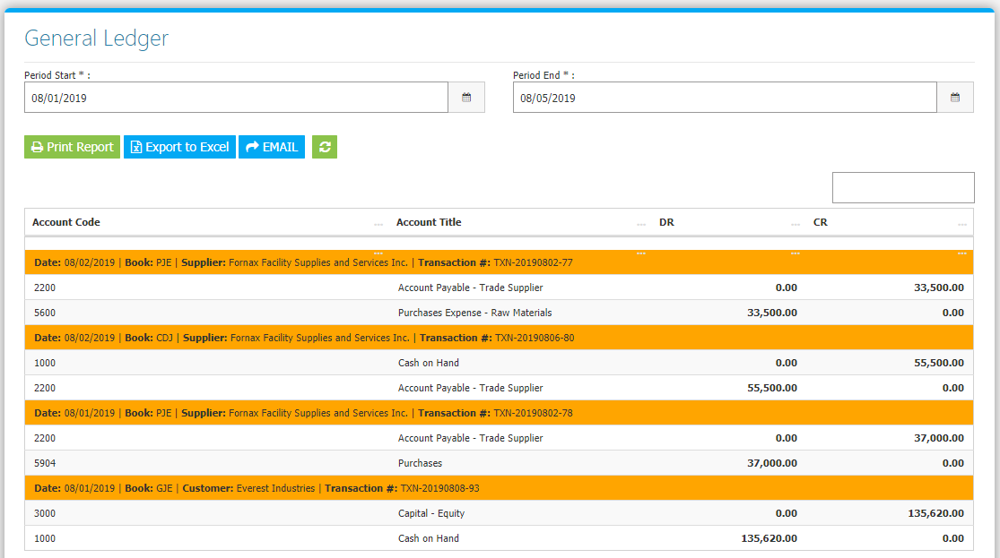 General Ledger
Period Start * : Period End * :
08/01/2019 08/05/2019
Print Report Export to Excel EMAIL
Account Code ... Account Title ... DR ... CR ...
... ... ... ...
Date: 08/02/2019 | Book: PJE | Supplier: Fornax Facility Supplies and Services Inc. | Transaction #: TXN-20190802-77
2200 Account Payable - Trade Supplier 0.00 33,500.00
5600 Purchases Expense - Raw Materials 33,500.00 0.00
Date: 08/02/2019 | Book: CDJ | Supplier: Fornax Facility Supplies and Services Inc. | Transaction #: TXN-20190806-80
1000 Cash on Hand 0.00 55,500.00
2200 Account Payable - Trade Supplier 55,500.00 0.00
Date: 08/01/2019 | Book: PJE | Supplier: Fornax Facility Supplies and Services Inc. | Transaction #: TXN-20190802-78
2200 Account Payable - Trade Supplier 0.00 37,000.00
5904 Purchases 37,000.00 0.00
Date: 08/01/2019 | Book: GJE | Customer: Everest Industries | Transaction #: TXN-20190808-93
3000 Capital - Equity 0.00 135,620.00
1000 Cash on Hand 135,620.00 0.00